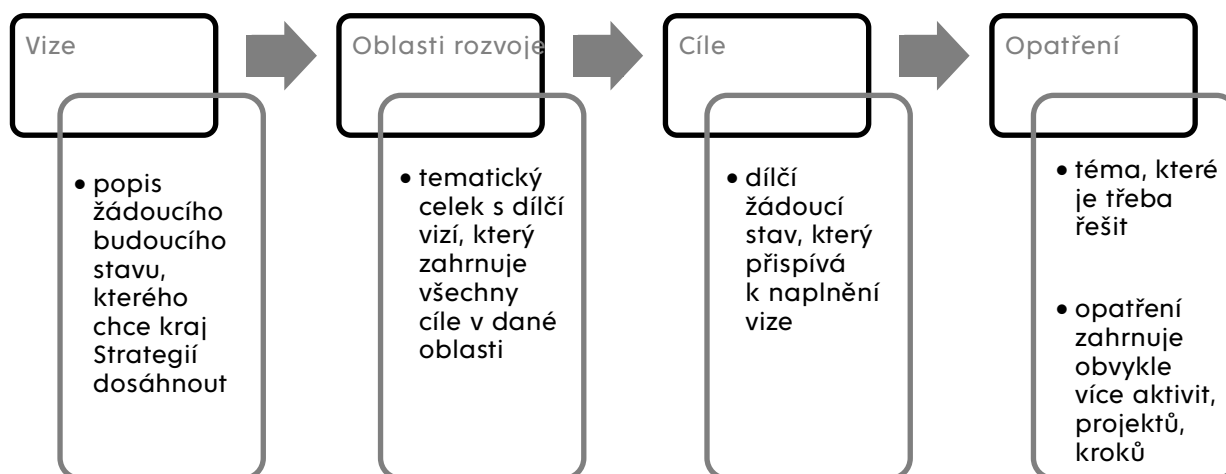 Vize
• popis
žádoucího
budoucího
stavu,
kterého
chce kraj
Strategií
dosáhnout
Oblasti rozvoje
• tematický
celek s dílčí
vizí, který
zahrnuje
všechny
cíle v dané
oblasti
Cíle
• dílčí
žádoucí
stav, který
přispívá
k naplnění
vize
Opatření
• téma, které
je třeba
řešit
• opatření
zahrnuje
obvykle
více aktivit,
projektů,
kroků